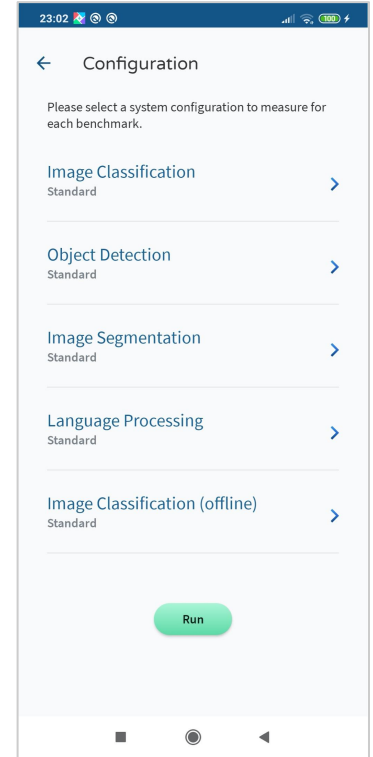 23:02
100
Configuration
Please select a system configuration to measure for
each benchmark.
Image Classification
Standard
Object Detection
Standard
Image Segmentation
Standard
Language Processing
Standard
Image Classification (offline)
Standard
Run